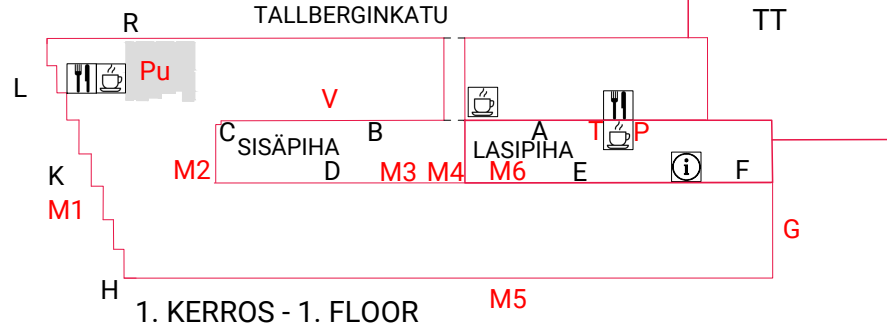 TALLBERGINKATU
TT
R
L
Pu
V
C
SISÄPIHA
B
A
T
P
LASIPIHA
M2
D
M3
M4
M6
E
i
F
K
M1
G
H
1. KERROS - 1. FLOOR
M5